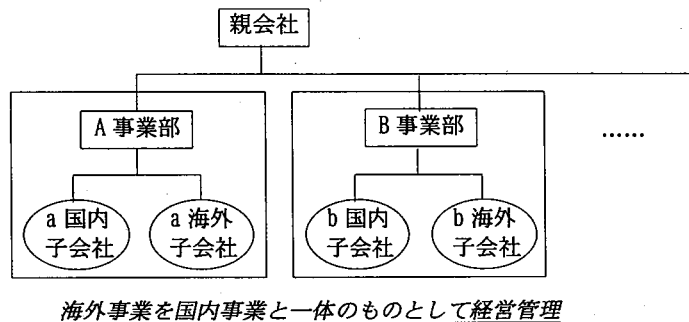 親会社
A 事業部
B 事業部
……
a 国内
子会社
a 海外
子会社
b 国内
子会社
b 海外
子会社
海外事業を国内事業と一体のものとして経営管理